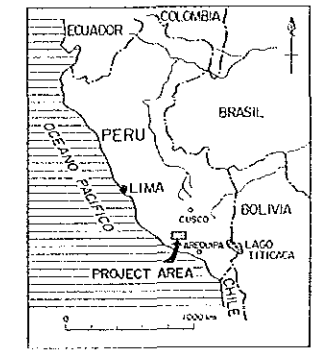 COLOMBIA
ECUADOR
BRASIL
PERU
OCEANO PACIFICO
LIMA
CUSCO
BOLIVIA
AREQUIPA
LAGO
TITICACA
PROJECT AREA
CHILE
0 1000 km